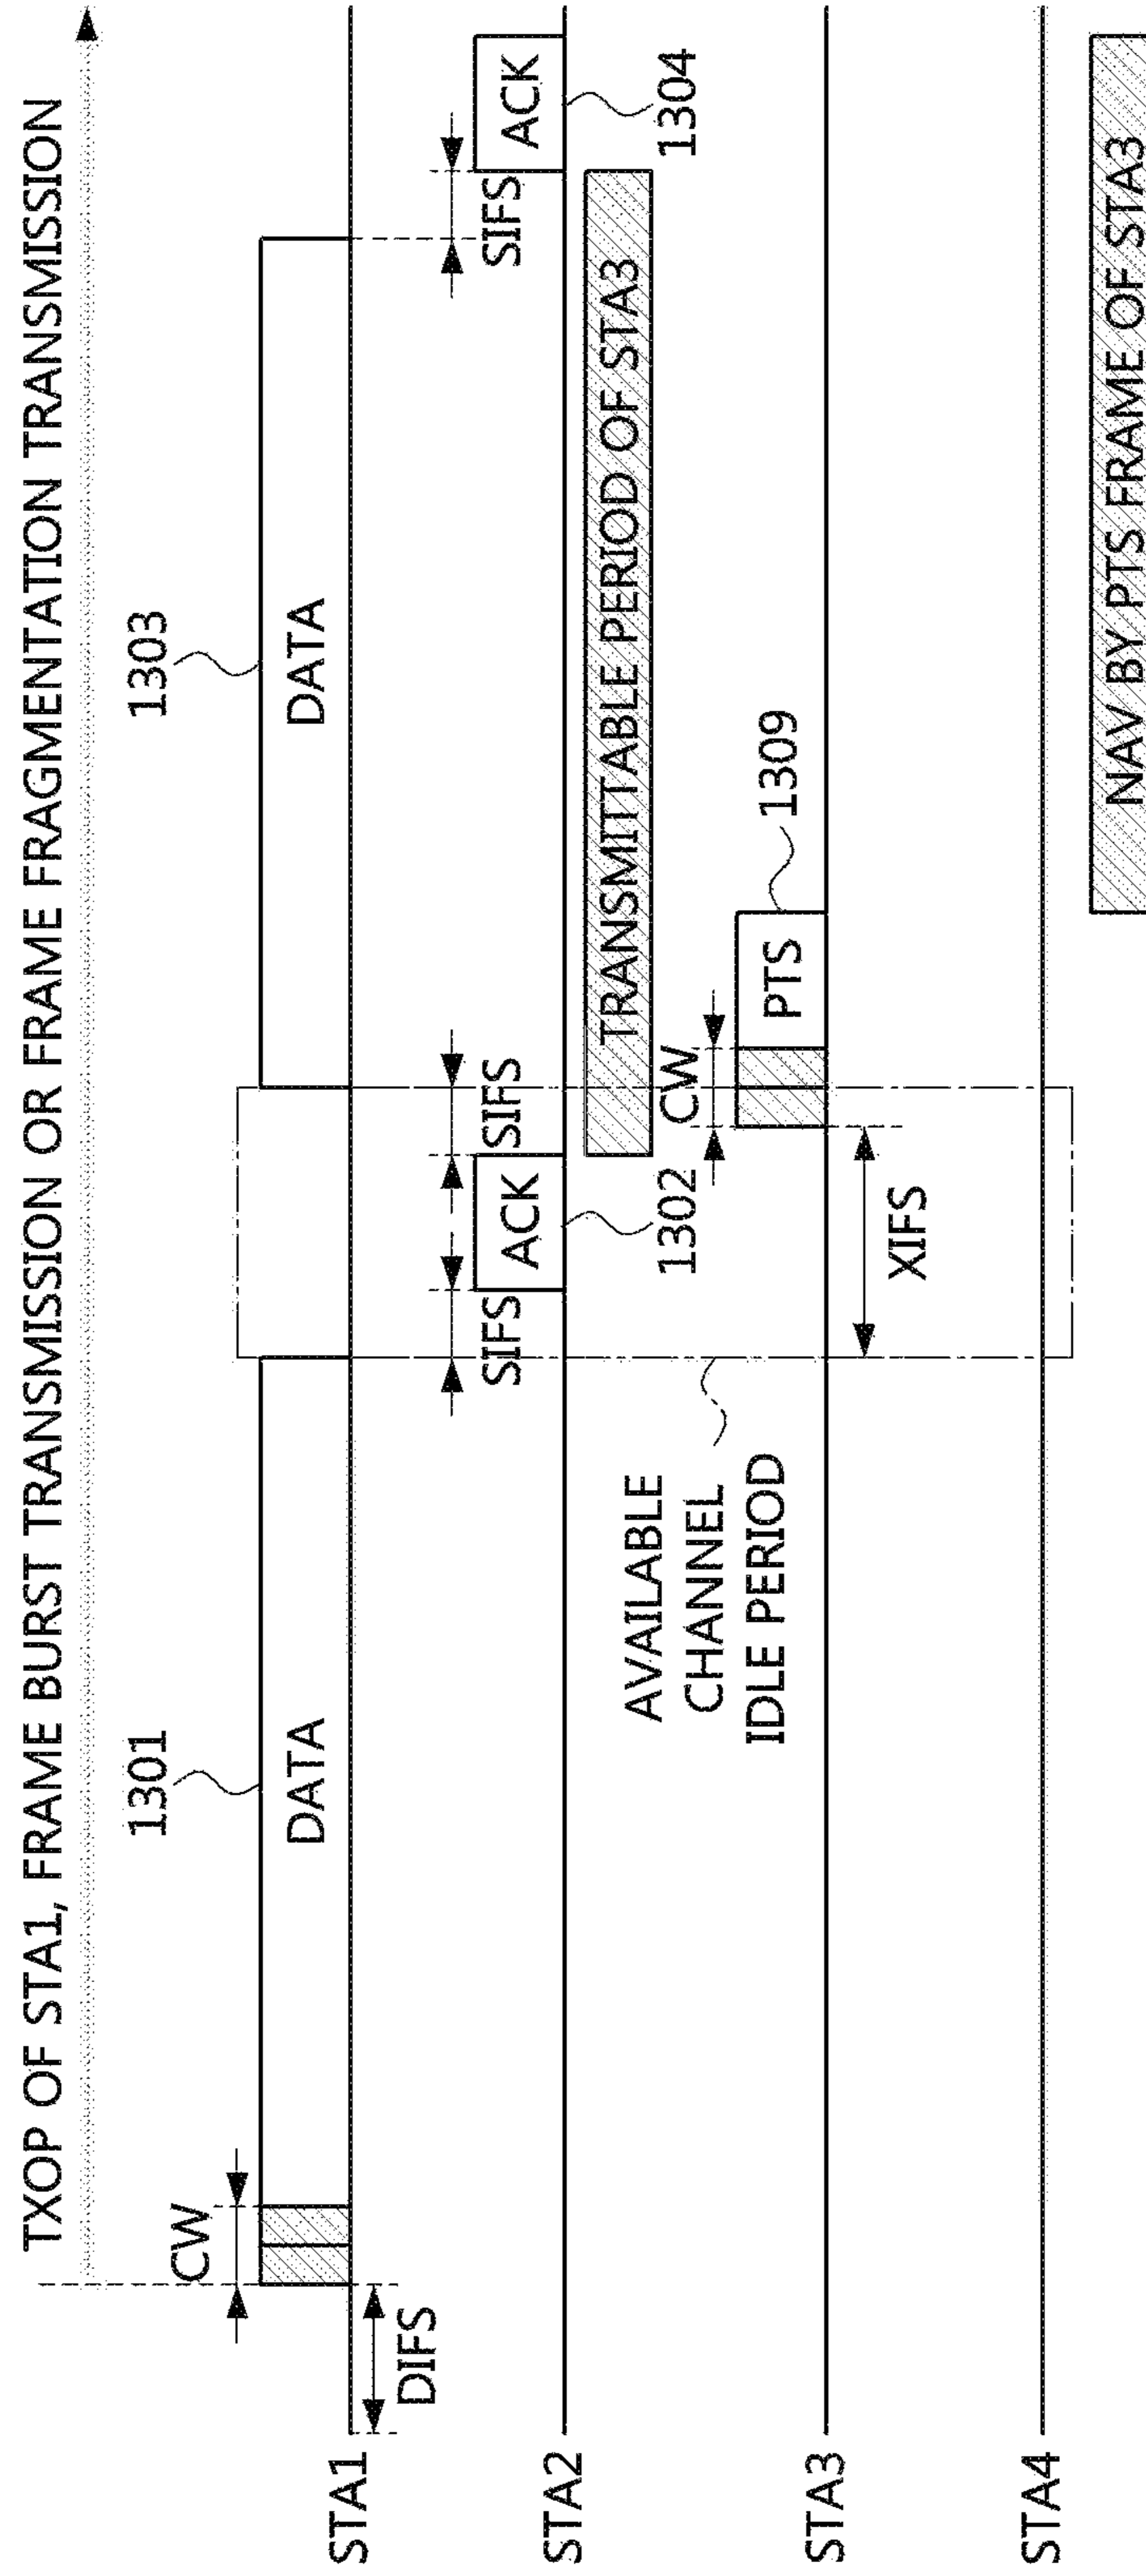 TXOP OF STA1, FRAME BURST TRANSMISSION OR FRAME FRAGMENTATION TRANSMISSION
1301
1303
CW
DATA
DATA
STA1
DIFS
SIFS
SIFS
SIFS
ACK
ACK
STA2
1302
1304
TRANSMITTABLE PERIOD OF STA3
AVAILABLE
CHANNEL
IDLE PERIOD
CW
PTS
1309
STA3
XIFS
STA4
NAV BY PTS FRAME OF STA3